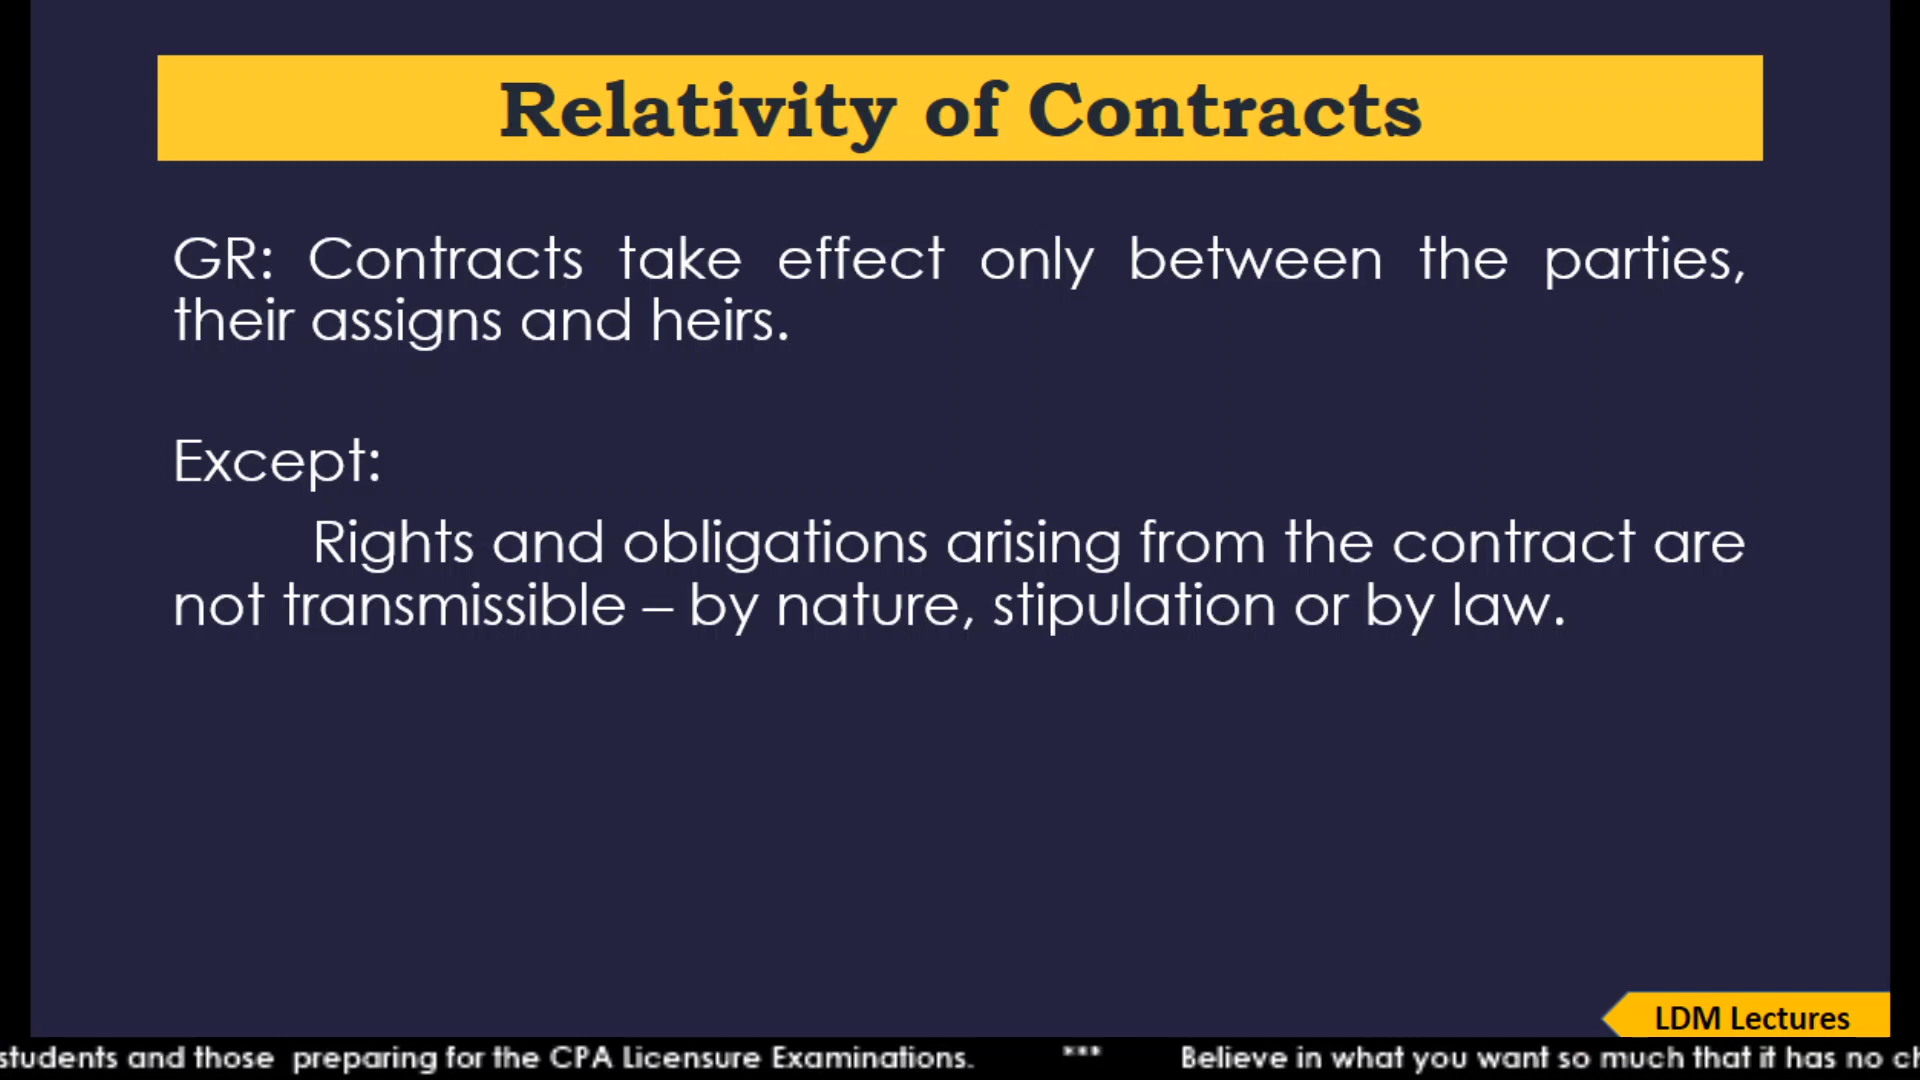 Relativity of Contracts
GR: Contracts take effect only between the parties,
their assigns and heirs.
Except:
Rights and obligations arising from the contract are
not transmissible – by nature, stipulation or by law.
LDM Lectures
students and those preparing for the CPA Licensure Examinations. *** Believe in what you want so much that it has no